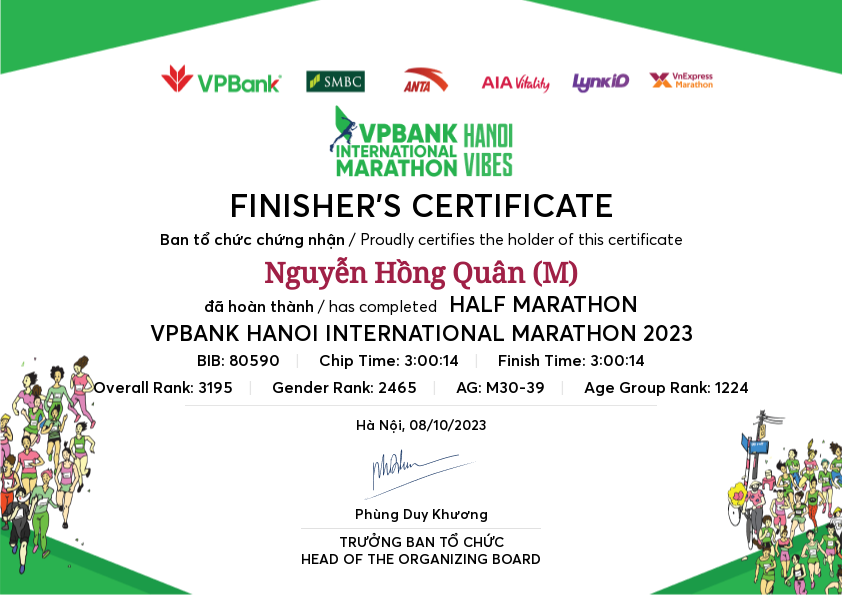 VPBank SMBC ANTA AIA Vitality LynkiD VnExpress Marathon
VPBANK INTERNATIONAL MARATHON HANOI VIBES
FINISHER'S CERTIFICATE
Ban tổ chức chứng nhận / Proudly certifies the holder of this certificate
Nguyễn Hồng Quân (M)
đã hoàn thành / has completed HALF MARATHON
VPBANK HANOI INTERNATIONAL MARATHON 2023
BIB: 80590 | Chip Time: 3:00:14 | Finish Time: 3:00:14
Overall Rank: 3195 | Gender Rank: 2465 | AG: M30-39 | Age Group Rank: 1224
Hà Nội, 08/10/2023
Phùng Duy Khương
TRƯỞNG BAN TỔ CHỨC
HEAD OF THE ORGANIZING BOARD